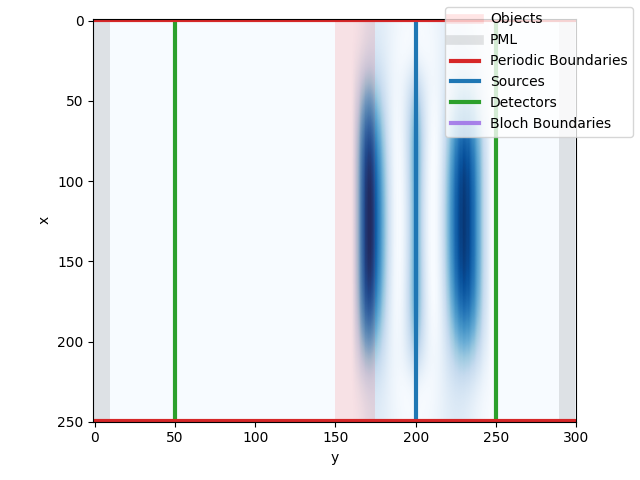 Objects
PML
Periodic Boundaries
Sources
Detectors
Bloch Boundaries
0
50
100
150
200
250
x
0 50 100 150 200 250 300
y